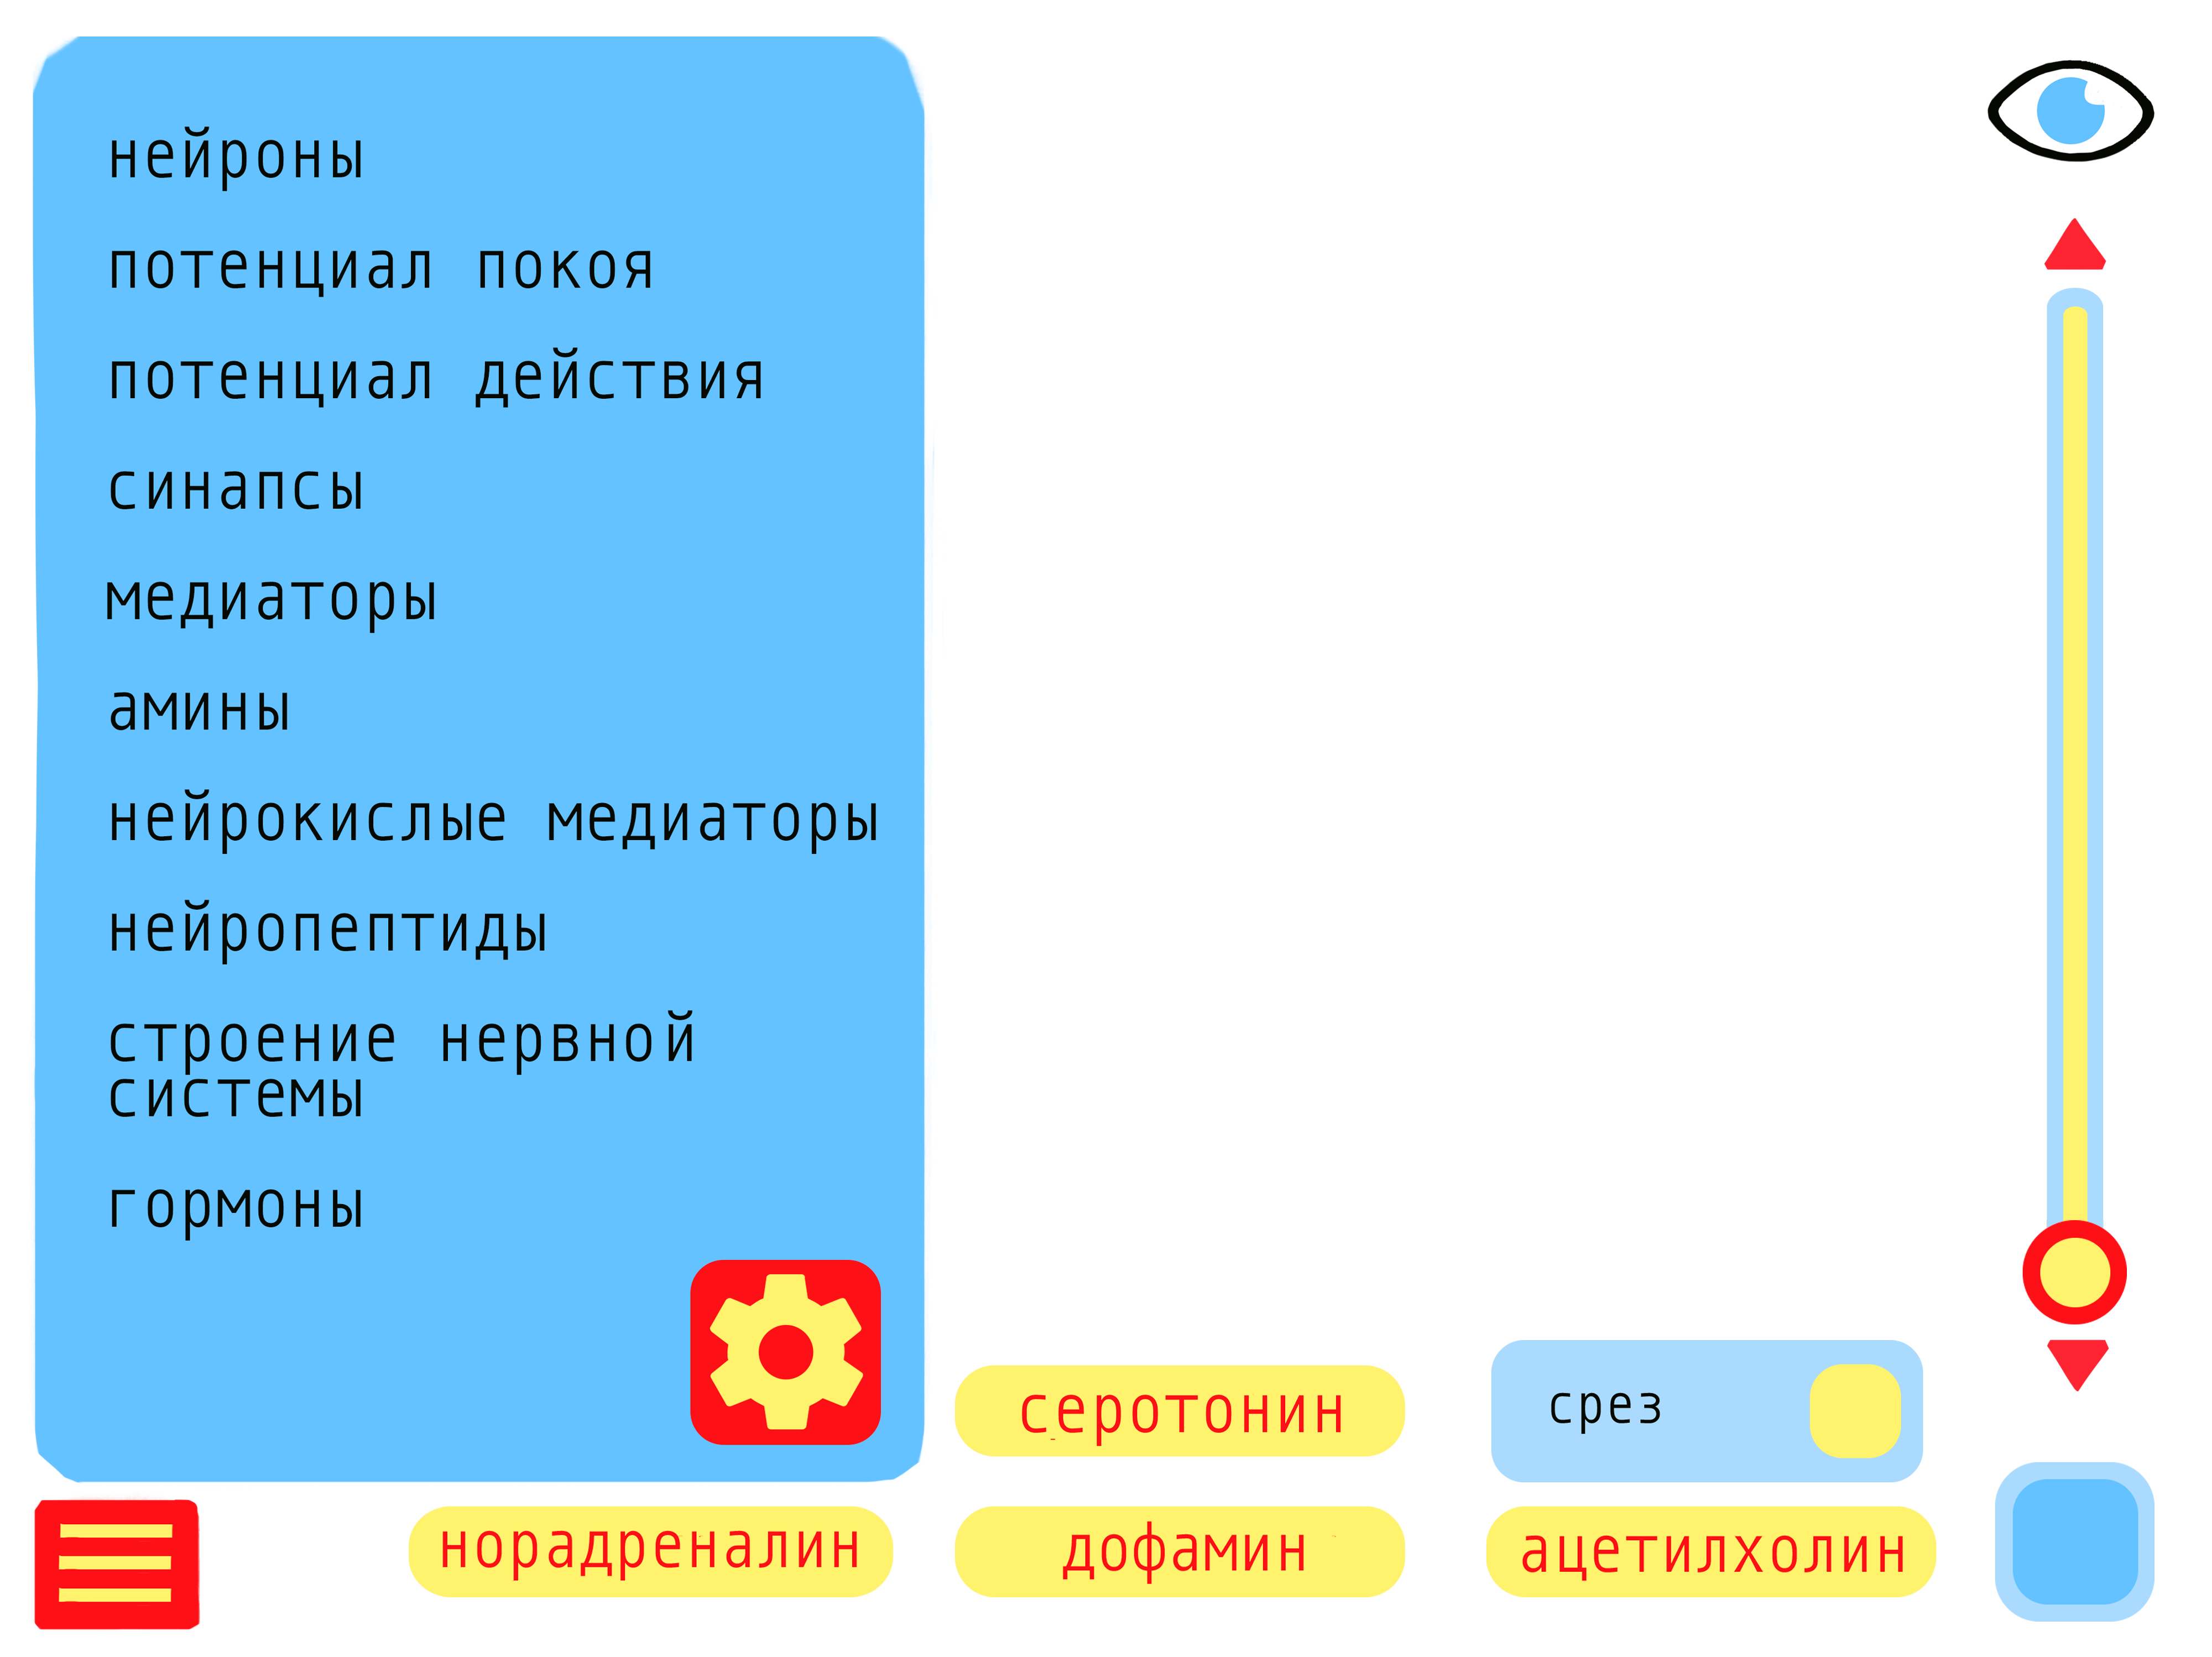 нейроны
потенциал покоя
потенциал действия
синапсы
медиаторы
амины
нейрокислые медиаторы
нейропептиды
строение нервной
системы
гормоны
серотонин
срез
норадреналин
дофамин
ацетилхолин